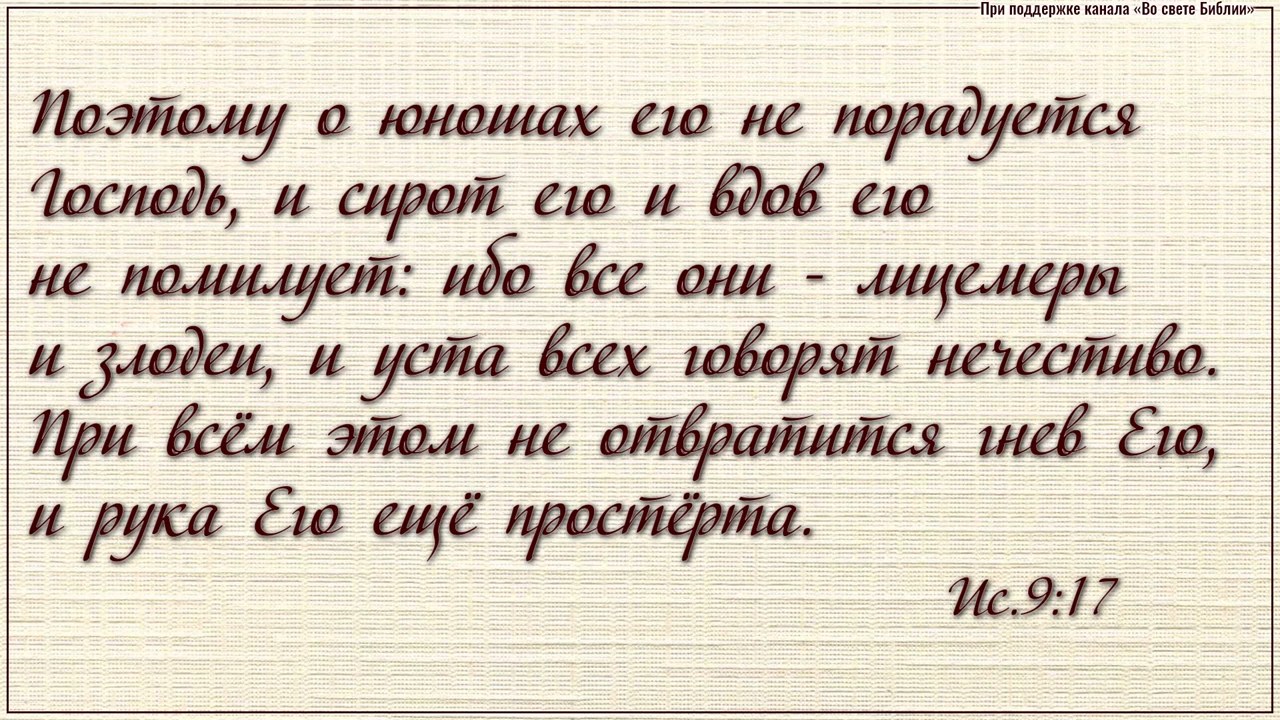 При поддержке канала «Во свете Библии»
Поэтому о юношах его не порадуется
Господь, и сирот его и вдов его
не помилует: ибо все они - лицемеры
и злодеи, и уста всех говорят нечестиво.
При всём этом не отвратится гнев Его,
и рука Его ещё простёрта.
Ис.9:17